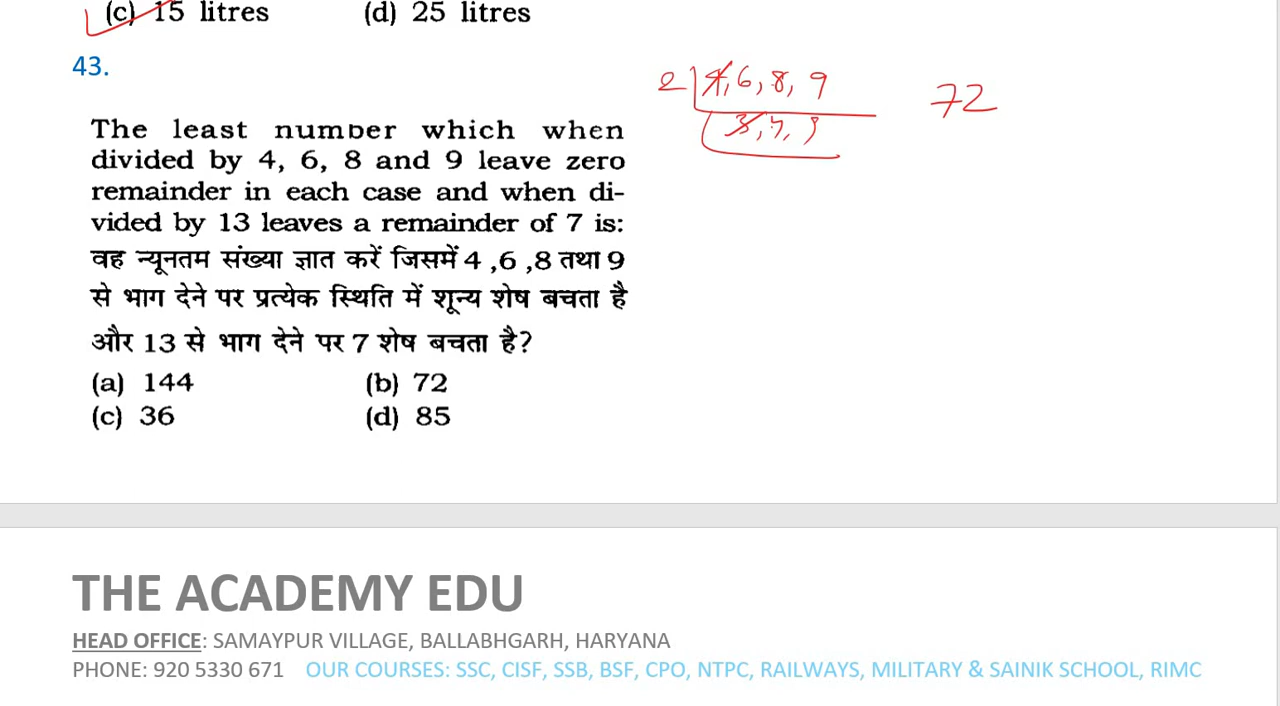 (c) 15 litres (d) 25 litres
43.
2 4, 6, 8, 9 72
3, 4, 9
The least number which when
divided by 4, 6, 8 and 9 leave zero
remainder in each case and when di-
vided by 13 leaves a remainder of 7 is:
वह न्यूनतम संख्या ज्ञात करें जिसमें 4 ,6 ,8 तथा 9
से भाग देने पर प्रत्येक स्थिति में शून्य शेष बचता है
और 13 से भाग देने पर 7 शेष बचता है?
(a) 144 (b) 72
(c) 36 (d) 85
THE ACADEMY EDU
HEAD OFFICE: SAMAYPUR VILLAGE, BALLABHGARH, HARYANA
PHONE: 920 5330 671 OUR COURSES: SSC, CISF, SSB, BSF, CPO, NTPC, RAILWAYS, MILITARY & SAINIK SCHOOL, RIMC